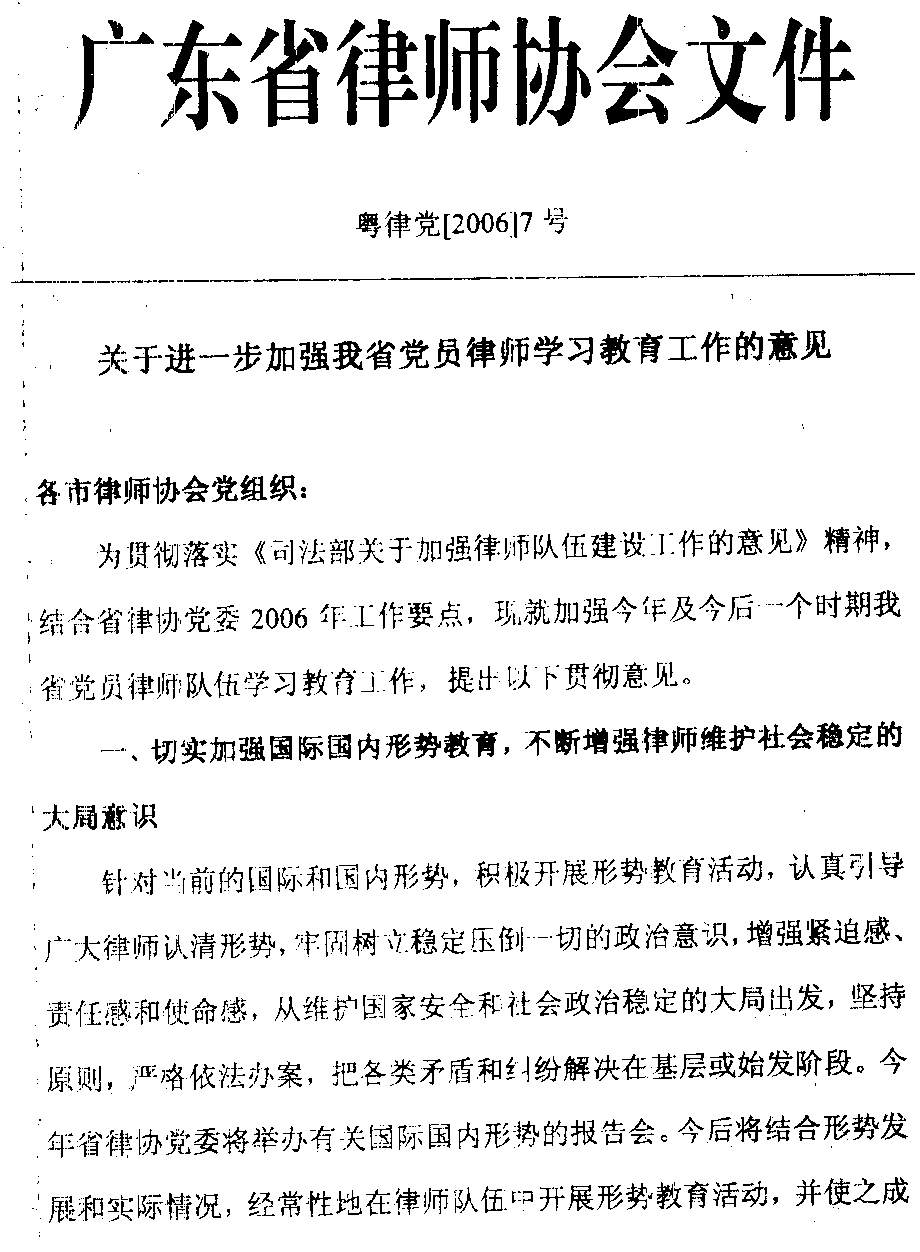 广东省律师协会文件
粤律党[2006]7 号
关于进一步加强我省党员律师学习教育工作的意见
各市律师协会党组织：
为贯彻落实《司法部关于加强律师队伍建设工作的意见》精神，
结合省律协党委 2006 年工作要点，现就加强今年及今后一个时期我
省党员律师队伍学习教育工作，提出以下贯彻意见。
一、切实加强国际国内形势教育，不断增强律师维护社会稳定的
大局意识
针对当前的国际和国内形势，积极开展形势教育活动，认真引导
广大律师认清形势，牢固树立稳定压倒一切的政治意识，增强紧迫感、
责任感和使命感，从维护国家安全和社会政治稳定的大局出发，坚持
原则，严格依法办案，把各类矛盾和纠纷解决在基层或始发阶段。今
年省律协党委将举办有关国际国内形势的报告会。今后将结合形势发
展和实际情况，经常性地在律师队伍中开展形势教育活动，并使之成